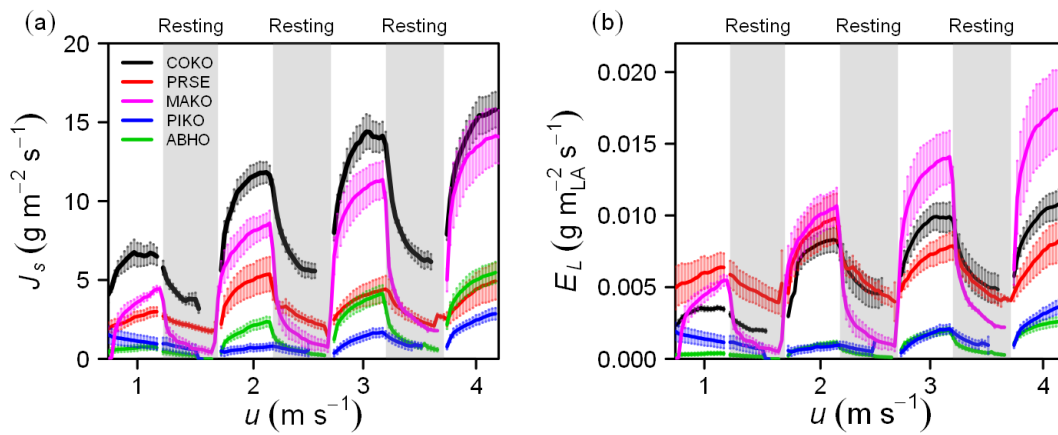 (a) Resting Resting Resting
20
15
10
5
0
J_s (g m⁻² s⁻¹)
COKO
PRSE
MAKO
PIKO
ABHO
1 2 3 4
u (m s⁻¹)
(b) Resting Resting Resting
0.020
0.015
0.010
0.005
0.000
E_L (g m_LA⁻² s⁻¹)
1 2 3 4
u (m s⁻¹)